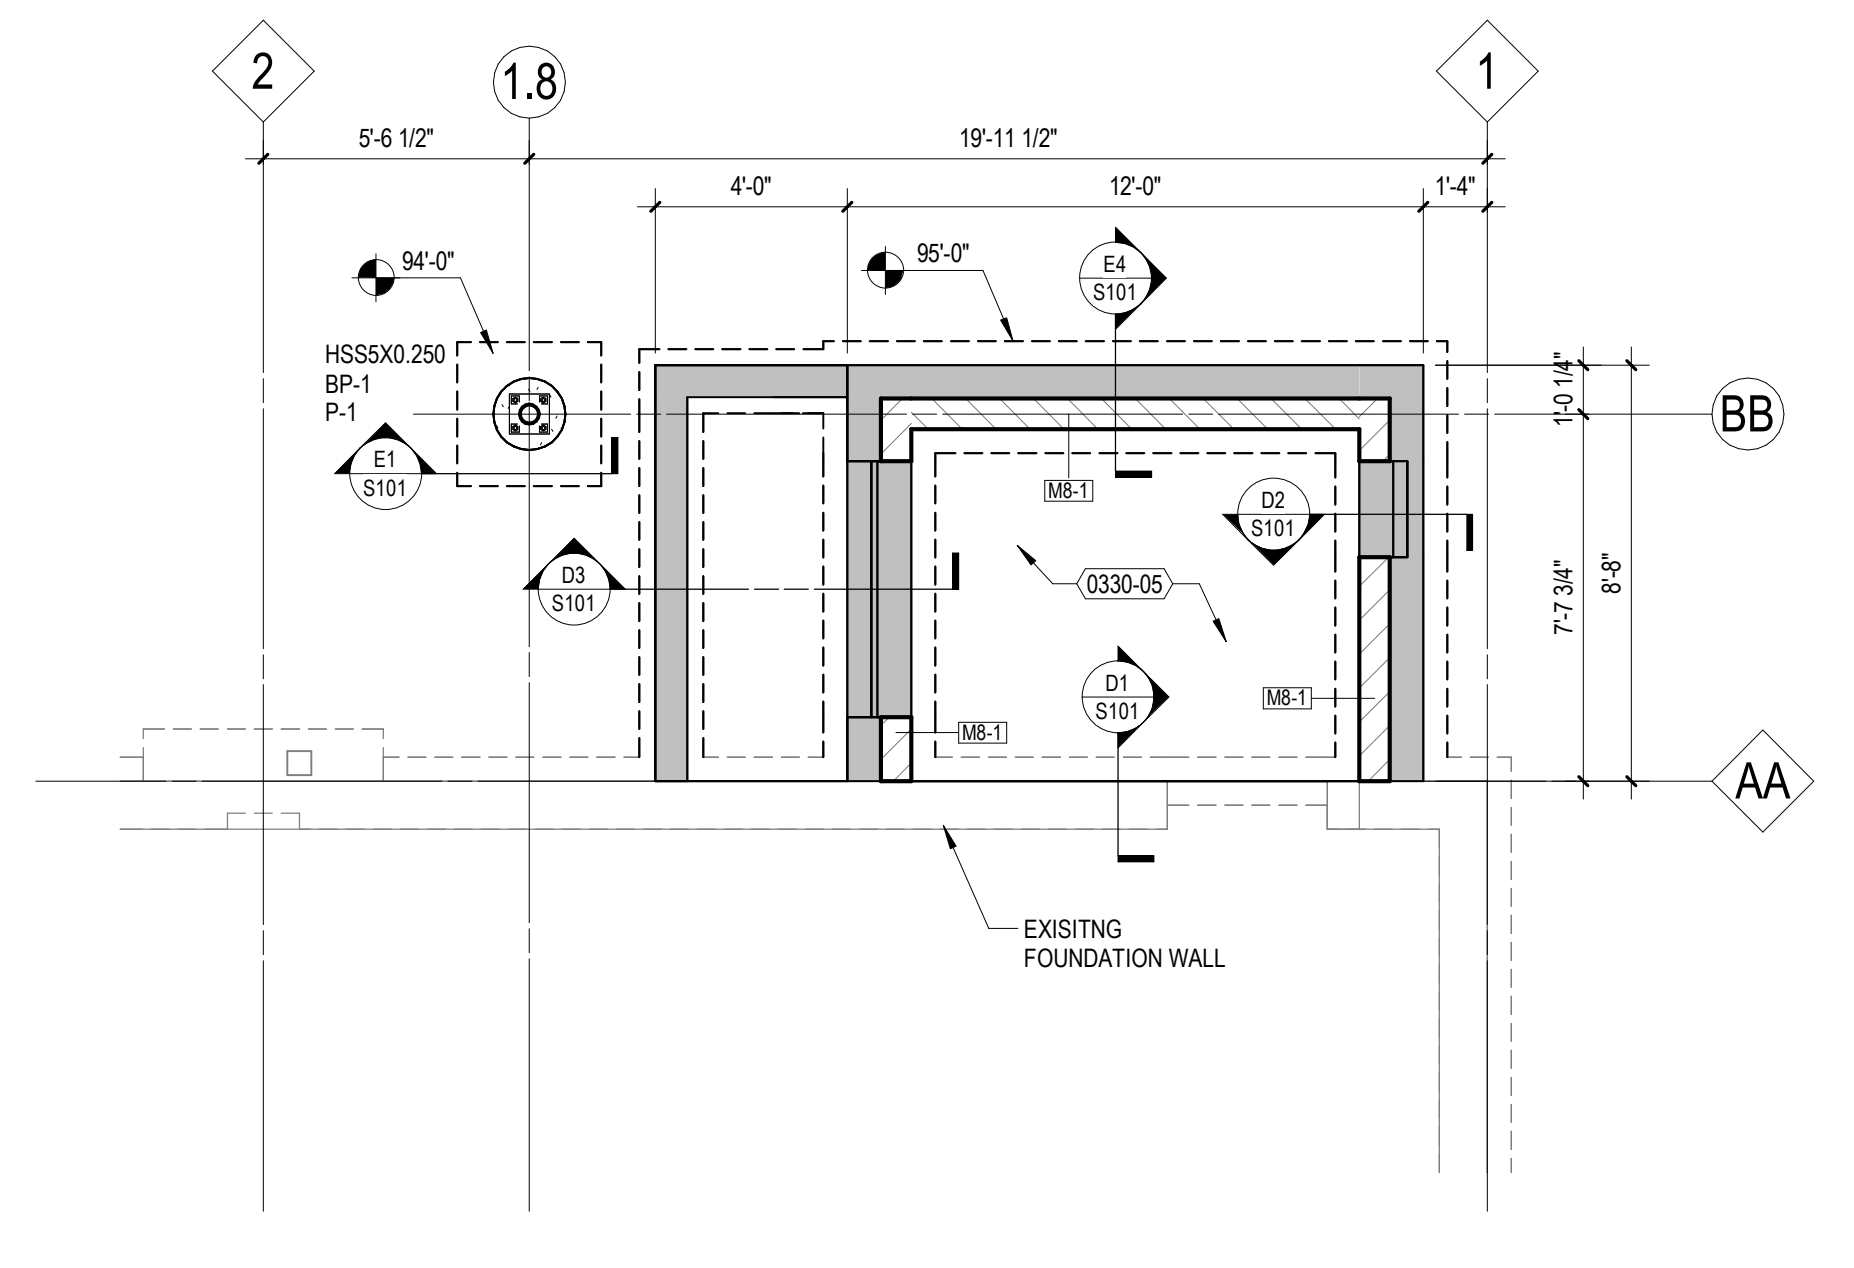 2
1.8
1
5'-6 1/2"
19'-11 1/2"
4'-0"
12'-0"
1'-4"
94'-0"
95'-0"
E4
S101
HSS5X0.250
BP-1
P-1
1'-0 1/4"
BB
E1
S101
M8-1
D2
S101
D3
S101
0330-05
7'-7 3/4"
8'-8"
D1
S101
M8-1
M8-1
AA
EXISITNG
FOUNDATION WALL